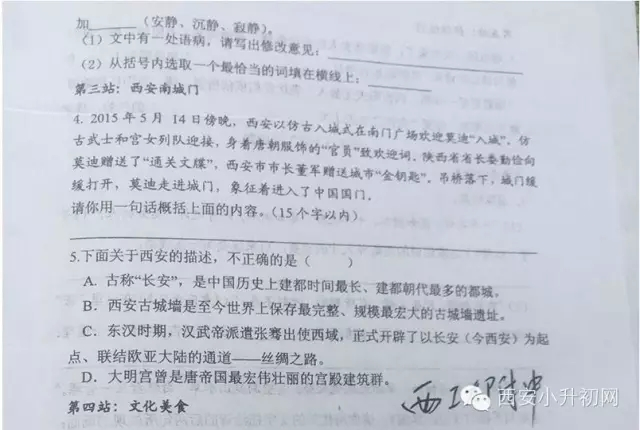 加______（安静、沉静、寂静）。
（1）文中有一处语病，请写出修改意见：____________
（2）从括号内选取一个最恰当的词填在横线上：________
第三站：西安南城门
4. 2015 年 5 月 14 日傍晚，西安以仿古入城式在南门广场欢迎莫迪“入城”。仿
古武士和宫女列队迎接，身着唐朝服饰的“官员”致欢迎词。陕西省省长娄勤俭向
莫迪赠送了“通关文牒”，西安市市长董军赠送城市“金钥匙”。吊桥落下，城门缓
缓打开，莫迪走进城门，象征着进入了中国国门。
请你用一句话概括上面的内容。（15 个字以内）
5.下面关于西安的描述，不正确的是（　　）
A．古称“长安”，是中国历史上建都时间最长、建都朝代最多的都城。
B．西安古城墙是至今世界上保存最完整、规模最宏大的古城墙遗址。
C．东汉时期，汉武帝派遣张骞出使西域，正式开辟了以长安（今西安）为起
点、联结欧亚大陆的通道——丝绸之路。
D．大明宫曾是唐帝国最宏伟壮丽的宫殿建筑群。
第四站：文化美食
西工附中
西安小升初网